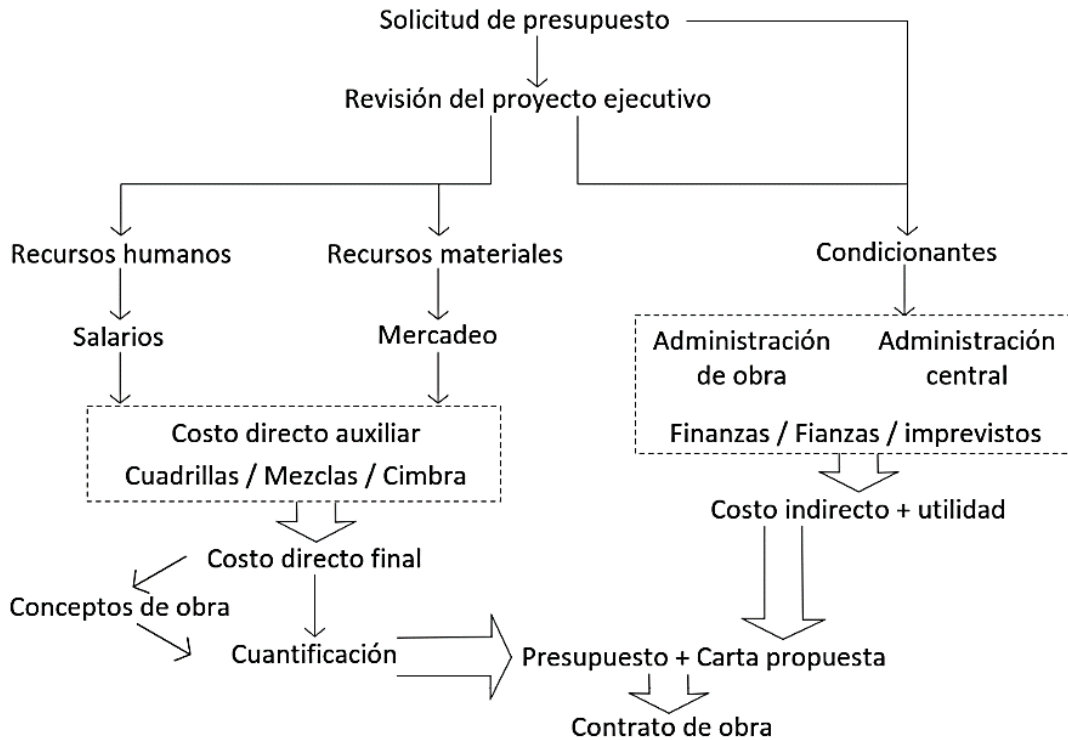 Solicitud de presupuesto
Revisión del proyecto ejecutivo
Recursos humanos
Recursos materiales
Condicionantes
Salarios
Mercadeo
Administración de obra
Administración central
Finanzas / Fianzas / imprevistos
Costo directo auxiliar
Cuadrillas / Mezclas / Cimbra
Costo indirecto + utilidad
Costo directo final
Conceptos de obra
Cuantificación
Presupuesto + Carta propuesta
Contrato de obra